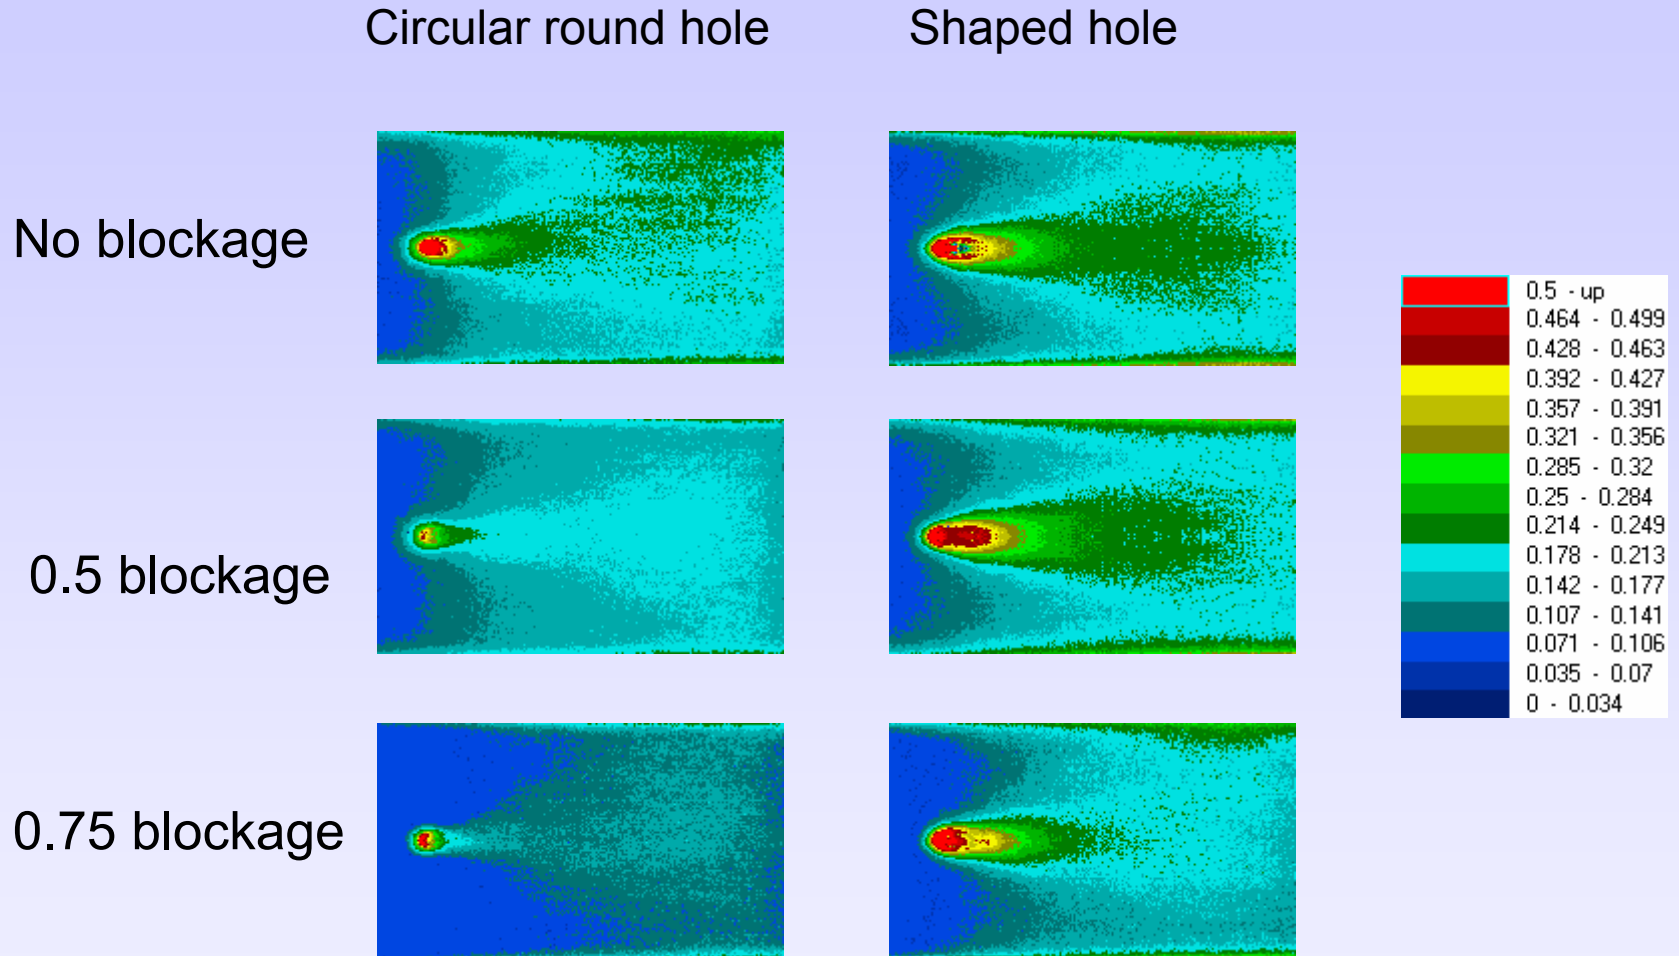 Circular round hole
Shaped hole
No blockage
0.5 blockage
0.75 blockage
0.5 - up
0.464 - 0.499
0.428 - 0.463
0.392 - 0.427
0.357 - 0.391
0.321 - 0.356
0.285 - 0.32
0.25 - 0.284
0.214 - 0.249
0.178 - 0.213
0.142 - 0.177
0.107 - 0.141
0.071 - 0.106
0.035 - 0.07
0 - 0.034